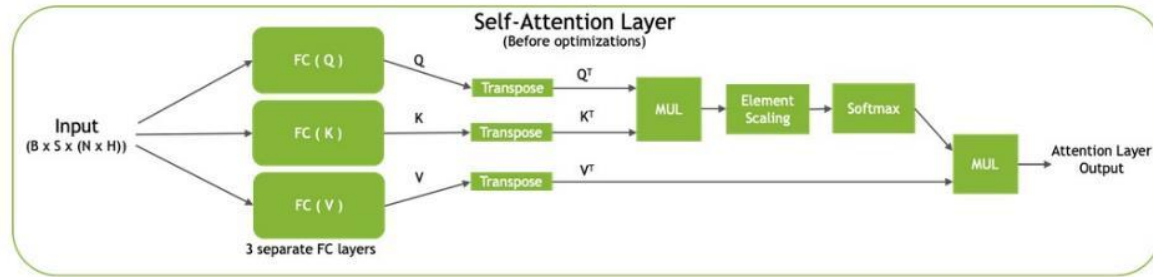 Self-Attention Layer
(Before optimizations)
Input
(B x S x (N x H))
FC ( Q )
Q
Transpose
Qᵀ
FC ( K )
K
Transpose
Kᵀ
MUL
Element
Scaling
Softmax
FC ( V )
V
Transpose
Vᵀ
MUL
Attention Layer
Output
3 separate FC layers